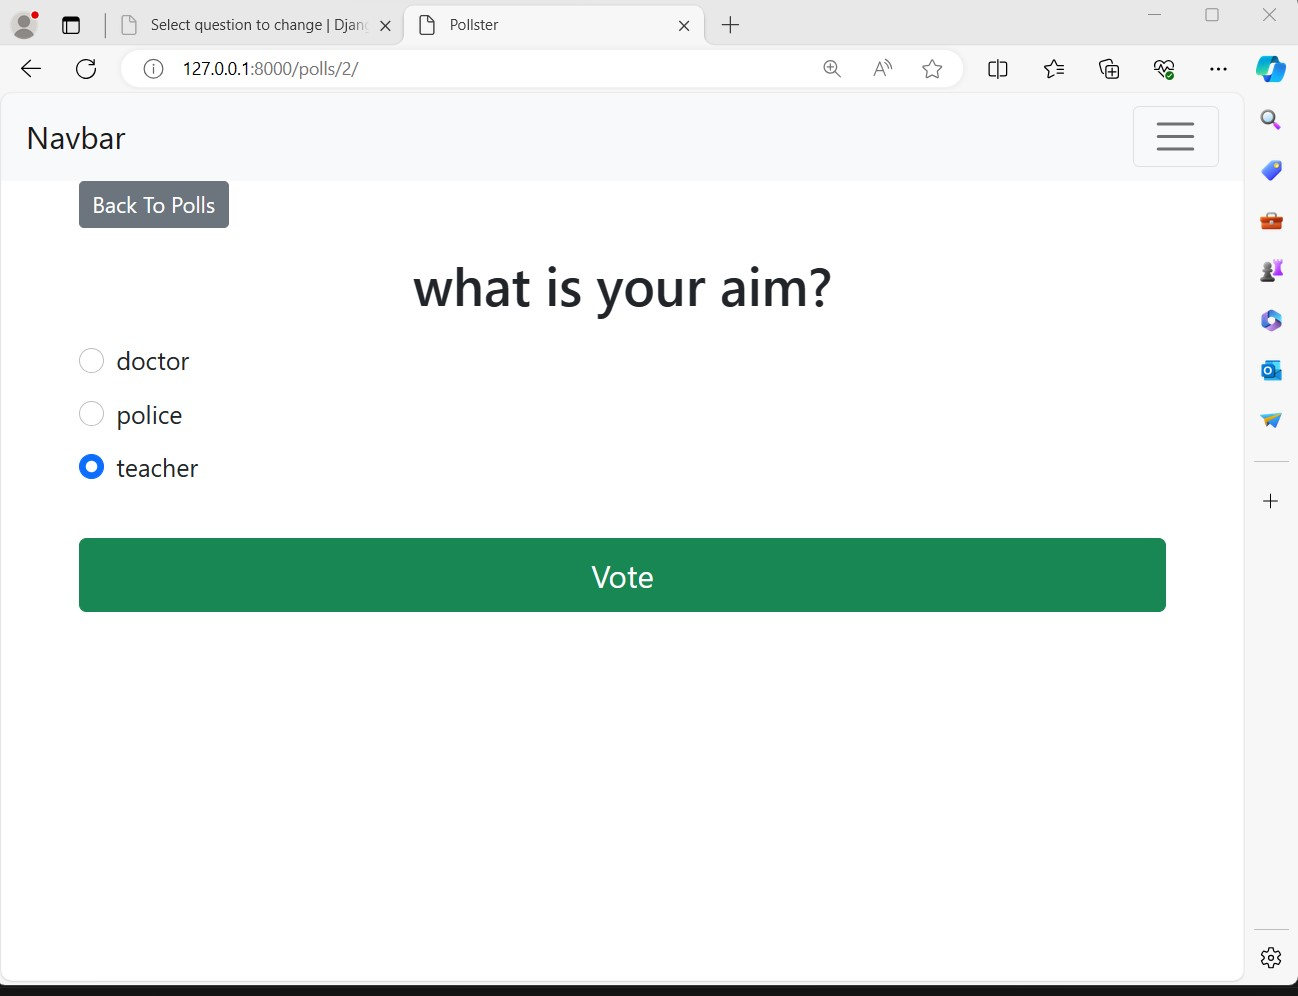 Select question to change | Djan
Pollster
127.0.0.1:8000/polls/2/
Navbar
Back To Polls
what is your aim?
doctor
police
teacher
Vote